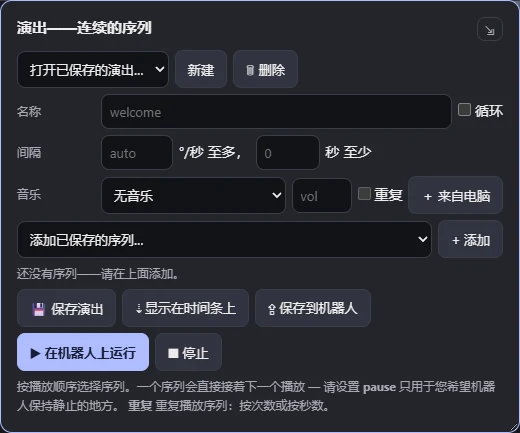 演出——连续的序列
打开已保存的演出... 新建 删除
名称 welcome 循环
间隔 auto °/秒 至多， 0 秒 至少
音乐 无音乐 vol 重复 + 来自电脑
添加已保存的序列... + 添加
还没有序列——请在上面添加。
💾 保存演出 ⇣显示在时间条上 ⇪保存到机器人
▶ 在机器人上运行 ■ 停止
按播放顺序选择序列。一个序列会直接接着下一个播放 — 请设置 pause 只用于您希望机器
人保持静止的地方。 重复 重复播放序列：按次数或按秒数。